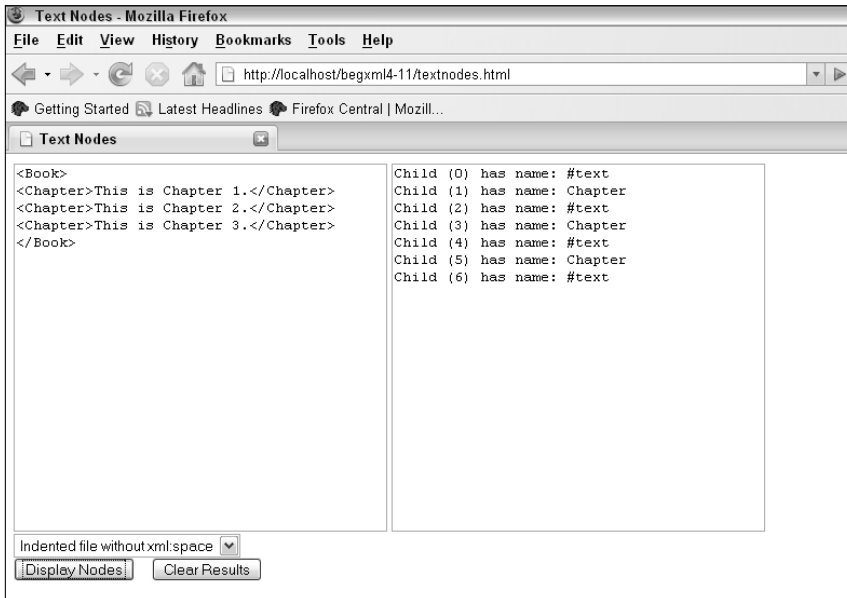 Text Nodes - Mozilla Firefox
File Edit View History Bookmarks Tools Help
http://localhost/begxml4-11/textnodes.html
Getting Started Latest Headlines Firefox Central | Mozill...
Text Nodes
<Book>
<Chapter>This is Chapter 1.</Chapter>
<Chapter>This is Chapter 2.</Chapter>
<Chapter>This is Chapter 3.</Chapter>
</Book>
Child (0) has name: #text
Child (1) has name: Chapter
Child (2) has name: #text
Child (3) has name: Chapter
Child (4) has name: #text
Child (5) has name: Chapter
Child (6) has name: #text
Indented file without xml:space
Display Nodes Clear Results